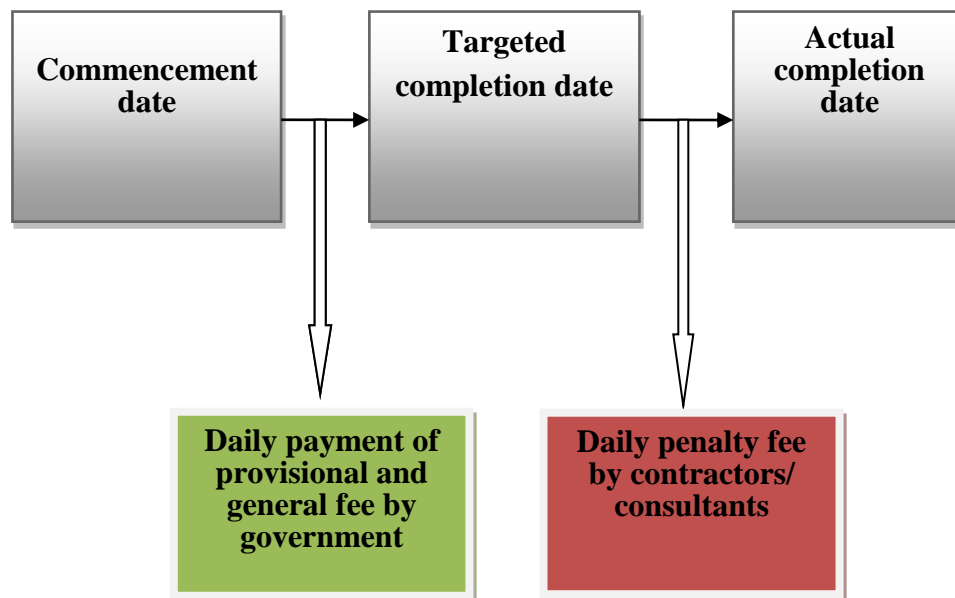 Commencement
date
Targeted
completion date
Actual
completion
date
Daily payment of
provisional and
general fee by
government
Daily penalty fee
by contractors/
consultants